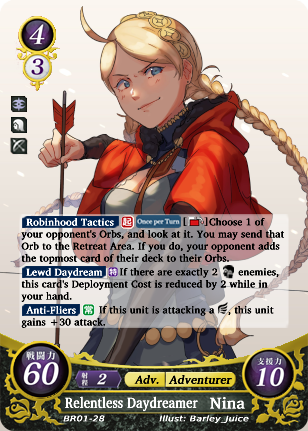 4
3
Robinhood Tactics 起 Once per Turn [ ]Choose 1 of
your opponent's Orbs, and look at it. You may send that
Orb to the Retreat Area. If you do, your opponent adds
the topmost card of their deck to their Orbs.
Lewd Daydream 特 If there are exactly 2 enemies,
this card's Deployment Cost is reduced by 2 while in
your hand.
Anti-Fliers 常 If this unit is attacking a , this unit
gains +30 attack.
戦闘力
60
射程 2
Adv. Adventurer
支援力
10
Relentless Daydreamer Nina
BR01-28 Illust: Barley_Juice